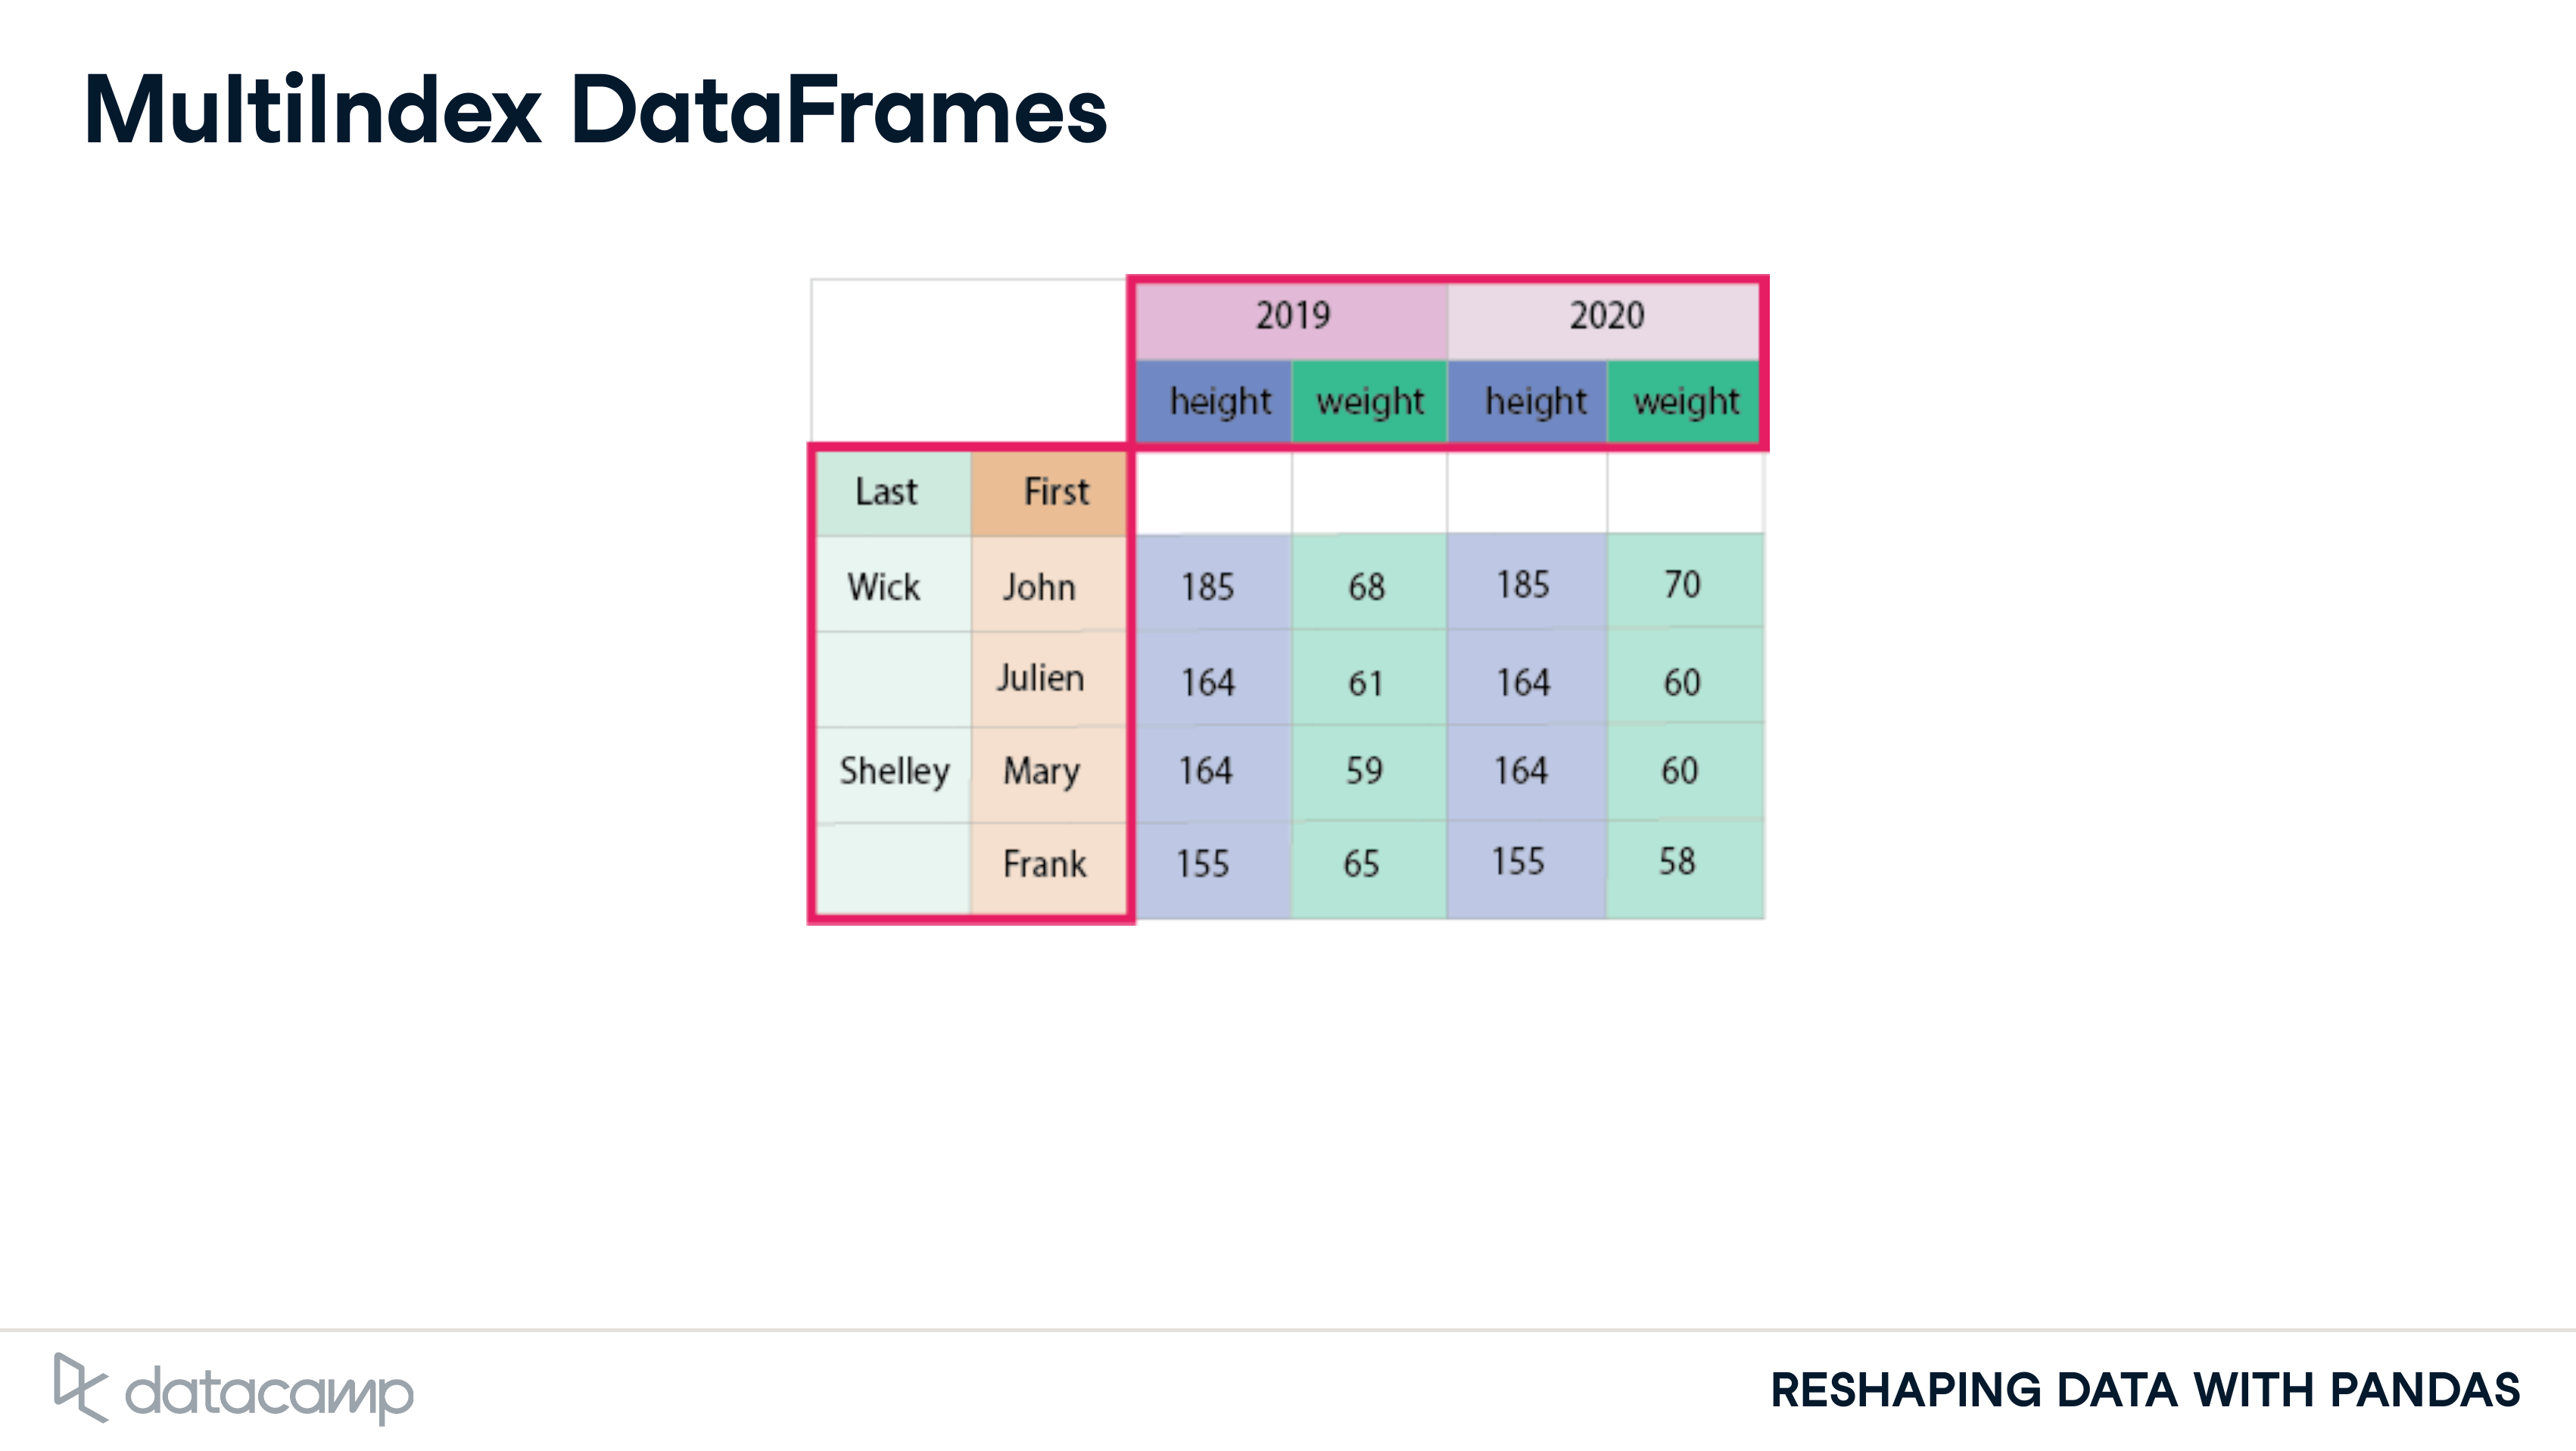 MultiIndex DataFrames
2019 2020
height weight height weight
Last First
Wick John 185 68 185 70
Julien 164 61 164 60
Shelley Mary 164 59 164 60
Frank 155 65 155 58
datacamp
RESHAPING DATA WITH PANDAS